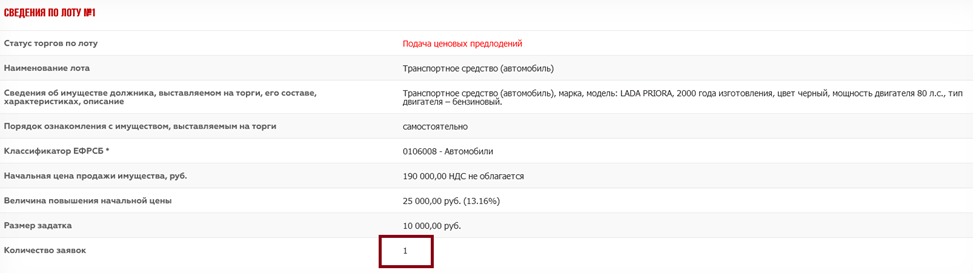 СВЕДЕНИЯ ПО ЛОТУ №1
Статус торгов по лоту
Подача ценовых предлодений
Наименование лота
Транспортное средство (автомобиль)
Сведения об имуществе должника, выставляемом на торги, его составе,
характеристиках, описание
Транспортное средство (автомобиль), марка, модель: LADA PRIORA, 2000 года изготовления, цвет черный, мощность двигателя 80 л.с., тип
двигателя – бензиновый.
Порядок ознакомления с имуществом, выставляемым на торги
самостоятельно
Классификатор ЕФРСБ *
0106008 - Автомобили
Начальная цена продажи имущества, руб.
190 000,00 НДС не облагается
Величина повышения начальной цены
25 000,00 руб. (13.16%)
Размер задатка
10 000,00 руб.
Количество заявок
1